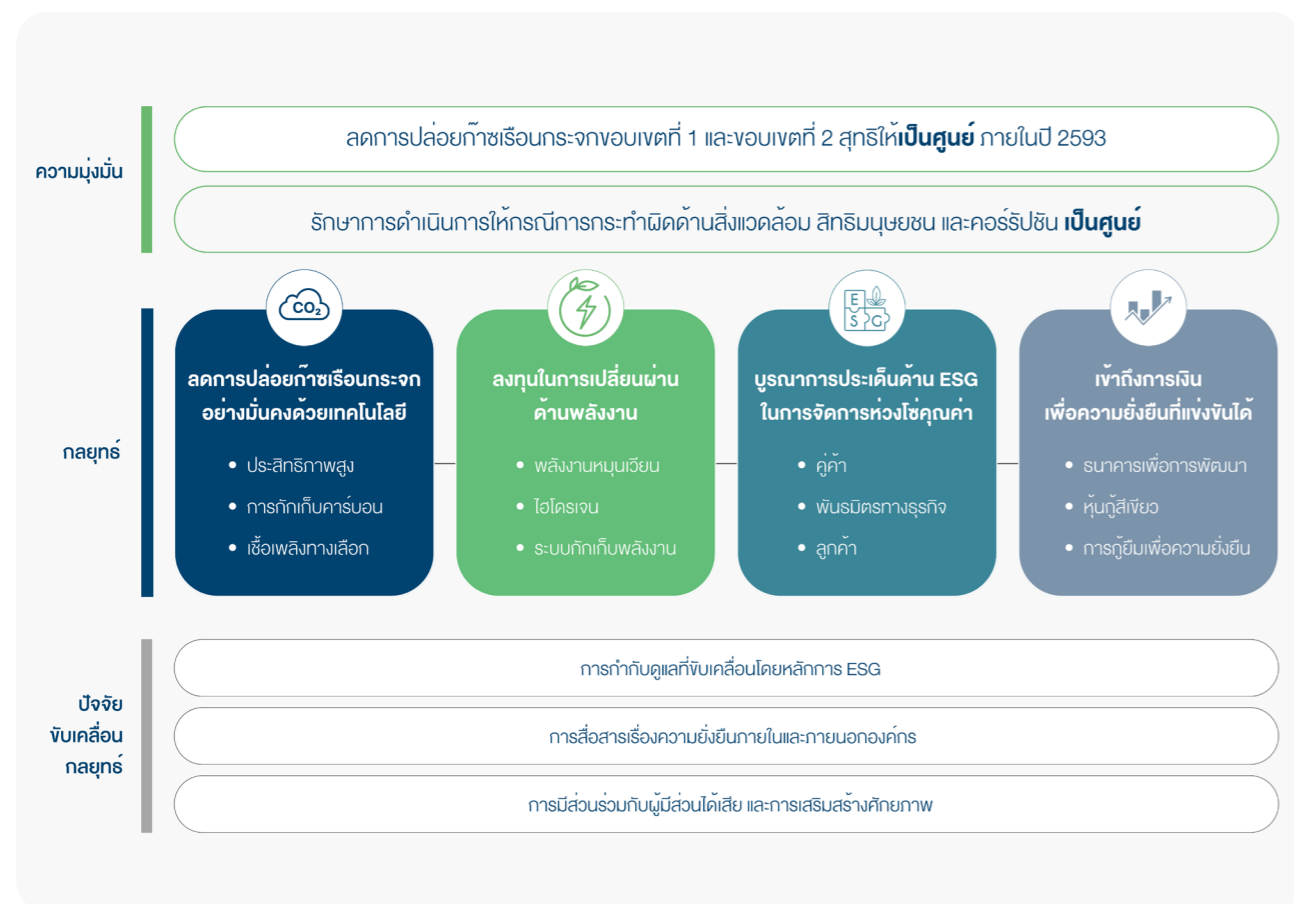 ความมุ่งมั่น
ลดการปล่อยก๊าซเรือนกระจกขอบเขตที่ 1 และขอบเขตที่ 2 สุทธิให้เป็นศูนย์ ภายในปี 2593
รักษาการดำเนินการให้กรณีการกระทำผิดด้านสิ่งแวดล้อม สิทธิมนุษยชน และคอร์รัปชัน เป็นศูนย์
กลยุทธ์
CO₂
ลดการปล่อยก๊าซเรือนกระจก
อย่างมั่นคงด้วยเทคโนโลยี
• ประสิทธิภาพสูง
• การกักเก็บคาร์บอน
• เชื้อเพลิงทางเลือก
ลงทุนในการเปลี่ยนผ่าน
ด้านพลังงาน
• พลังงานหมุนเวียน
• ไฮโดรเจน
• ระบบกักเก็บพลังงาน
E
S G
บูรณาการประเด็นด้าน ESG
ในการจัดการห่วงโซ่คุณค่า
• คู่ค้า
• พันธมิตรทางธุรกิจ
• ลูกค้า
เข้าถึงการเงิน
เพื่อความยั่งยืนที่แข่งขันได้
• ธนาคารเพื่อการพัฒนา
• หุ้นกู้สีเขียว
• การกู้ยืมเพื่อความยั่งยืน
ปัจจัย
ขับเคลื่อน
กลยุทธ์
การกำกับดูแลที่ขับเคลื่อนโดยหลักการ ESG
การสื่อสารเรื่องความยั่งยืนภายในและภายนอกองค์กร
การมีส่วนร่วมกับผู้มีส่วนได้เสีย และการเสริมสร้างศักยภาพ